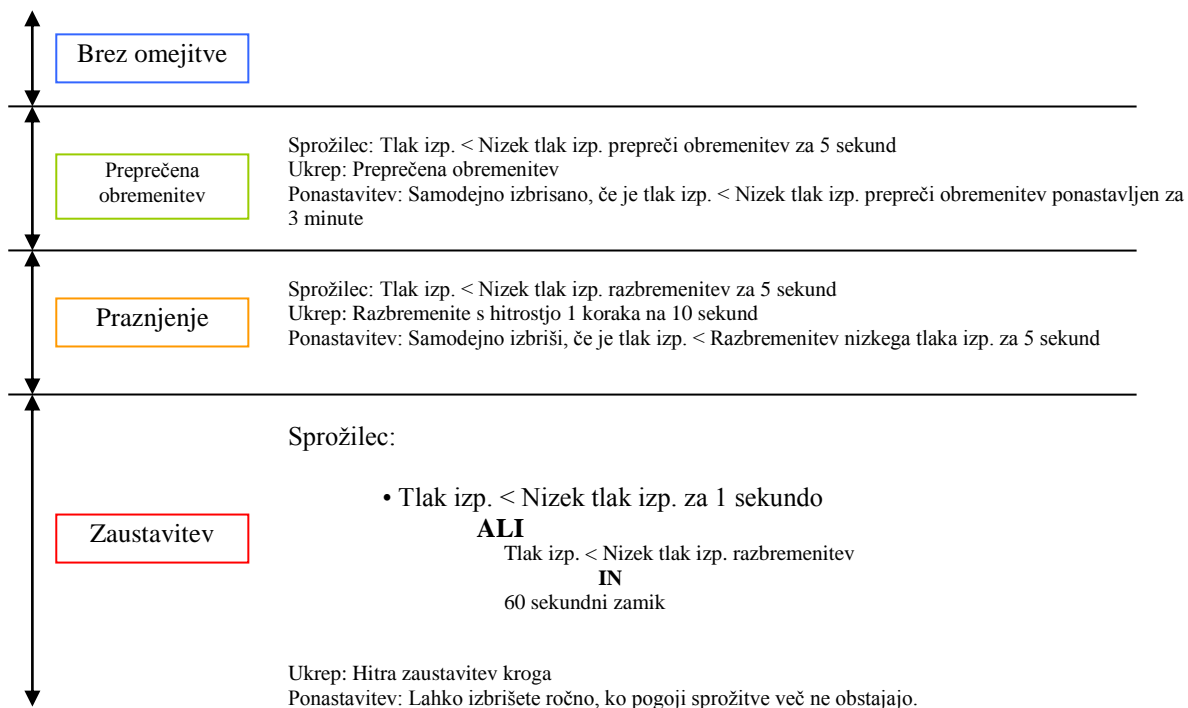 Brez omejitve
Preprečena
obremenitev
Sprožilec: Tlak izp. < Nizek tlak izp. prepreči obremenitev za 5 sekund
Ukrep: Preprečena obremenitev
Ponastavitev: Samodejno izbrisano, če je tlak izp. < Nizek tlak izp. prepreči obremenitev ponastavljen za
3 minute
Praznjenje
Sprožilec: Tlak izp. < Nizek tlak izp. razbremenitev za 5 sekund
Ukrep: Razbremenite s hitrostjo 1 koraka na 10 sekund
Ponastavitev: Samodejno izbriši, če je tlak izp. < Razbremenitev nizkega tlaka izp. za 5 sekund
Zaustavitev
Sprožilec:
• Tlak izp. < Nizek tlak izp. za 1 sekundo
ALI
Tlak izp. < Nizek tlak izp. razbremenitev
IN
60 sekundni zamik
Ukrep: Hitra zaustavitev kroga
Ponastavitev: Lahko izbrišete ročno, ko pogoji sprožitve več ne obstajajo.